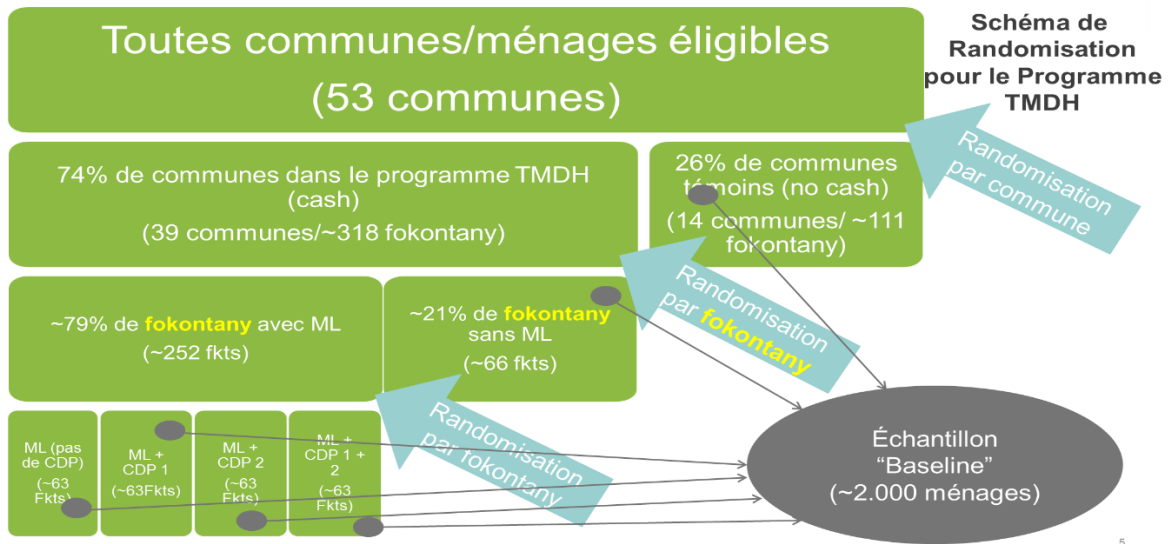 Toutes communes/ménages éligibles
(53 communes)
Schéma de
Randomisation
pour le Programme
TMDH
Randomisation
par commune
74% de communes dans le programme TMDH
(cash)
(39 communes/~318 fokontany)
26% de communes
témoins (no cash)
(14 communes/ ~111
fokontany)
Randomisation
par fokontany
~79% de fokontany avec ML
(~252 fkts)
~21% de fokontany
sans ML
(~66 fkts)
Randomisation
par fokontany
ML (pas
de CDP)
(~63
Fkts)
ML +
CDP 1
(~63Fkts)
ML +
CDP 2
(~63
Fkts)
ML +
CDP 1 +
2
(~63
Fkts)
Échantillon
“Baseline”
(~2.000 ménages)
5